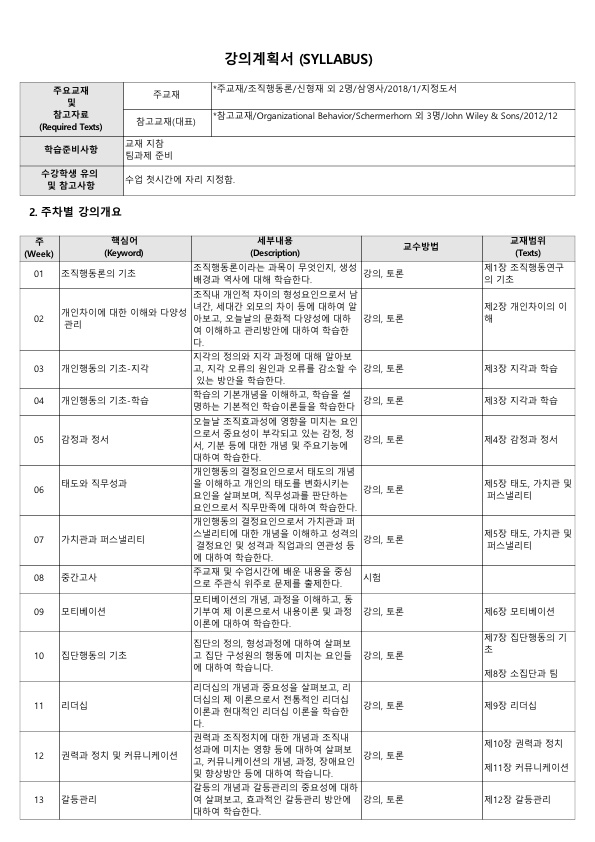 강의계획서 (SYLLABUS)
주요교재
및
참고자료
(Required Texts)
주교재
*주교재/조직행동론/신형재 외 2명/삼영사/2018/1/지정도서
참고교재(대표)
*참고교재/Organizational Behavior/Schermerhorn 외 3명/John Wiley & Sons/2012/12
학습준비사항
교재 지참
팀과제 준비
수강학생 유의
및 참고사항
수업 첫시간에 자리 지정함.
2. 주차별 강의개요
주
(Week)
핵심어
(Keyword)
세부내용
(Description)
교수방법
교재범위
(Texts)
01
조직행동론의 기초
조직행동론이라는 과목이 무엇인지, 생성
배경과 역사에 대해 학습한다.
강의, 토론
제1장 조직행동연구
의 기초
02
개인차이에 대한 이해와 다양성
관리
조직내 개인적 차이의 형성요인으로서 남
녀간, 세대간 외모의 차이 등에 대하여 알
아보고, 오늘날의 문화적 다양성에 대하
여 이해하고 관리방안에 대하여 학습한
다.
강의, 토론
제2장 개인차이의 이
해
03
개인행동의 기초-지각
지각의 정의와 지각 과정에 대해 알아보
고, 지각 오류의 원인과 오류를 감소할 수
있는 방안을 학습한다.
강의, 토론
제3장 지각과 학습
04
개인행동의 기초-학습
학습의 기본개념을 이해하고, 학습을 설
명하는 기본적인 학습이론들을 학습한다
강의, 토론
제3장 지각과 학습
05
감정과 정서
오늘날 조직효과성에 영향을 미치는 요인
으로서 중요성이 부각되고 있는 감정, 정
서, 기분 등에 대한 개념 및 주요기능에
대하여 학습한다.
강의, 토론
제4장 감정과 정서
06
태도와 직무성과
개인행동의 결정요인으로서 태도의 개념
을 이해하고 개인의 태도를 변화시키는
요인을 살펴보며, 직무성과를 판단하는
요인으로서 직무만족에 대하여 학습한다.
강의, 토론
제5장 태도, 가치관 및
퍼스낼리티
07
가치관과 퍼스낼리티
개인행동의 결정요인으로서 가치관과 퍼
스낼리티에 대한 개념을 이해하고 성격의
결정요인 및 성격과 직업과의 연관성 등
에 대하여 학습한다.
강의, 토론
제5장 태도, 가치관 및
퍼스낼리티
08
중간고사
주교재 및 수업시간에 배운 내용을 중심
으로 주관식 위주로 문제를 출제한다.
시험
09
모티베이션
모티베이션의 개념, 과정을 이해하고, 동
기부여 제 이론으로서 내용이론 및 과정
이론에 대하여 학습한다.
강의, 토론
제6장 모티베이션
10
집단행동의 기초
집단의 정의, 형성과정에 대하여 살펴보
고 집단 구성원의 행동에 미치는 요인들
에 대하여 학습니다.
강의, 토론
제7장 집단행동의 기
초
제8장 소집단과 팀
11
리더십
리더십의 개념과 중요성을 살펴보고, 리
더십의 제 이론으로서 전통적인 리더십
이론과 현대적인 리더십 이론을 학습한
다.
강의, 토론
제9장 리더십
12
권력과 정치 및 커뮤니케이션
권력과 조직정치에 대한 개념과 조직내
성과에 미치는 영향 등에 대하여 살펴보
고, 커뮤니케이션의 개념, 과정, 장애요인
및 향상방안 등에 대하여 학습니다.
강의, 토론
제10장 권력과 정치
제11장 커뮤니케이션
13
갈등관리
갈등의 개념과 갈등관리의 중요성에 대하
여 살펴보고, 효과적인 갈등관리 방안에
대하여 학습한다.
강의, 토론
제12장 갈등관리